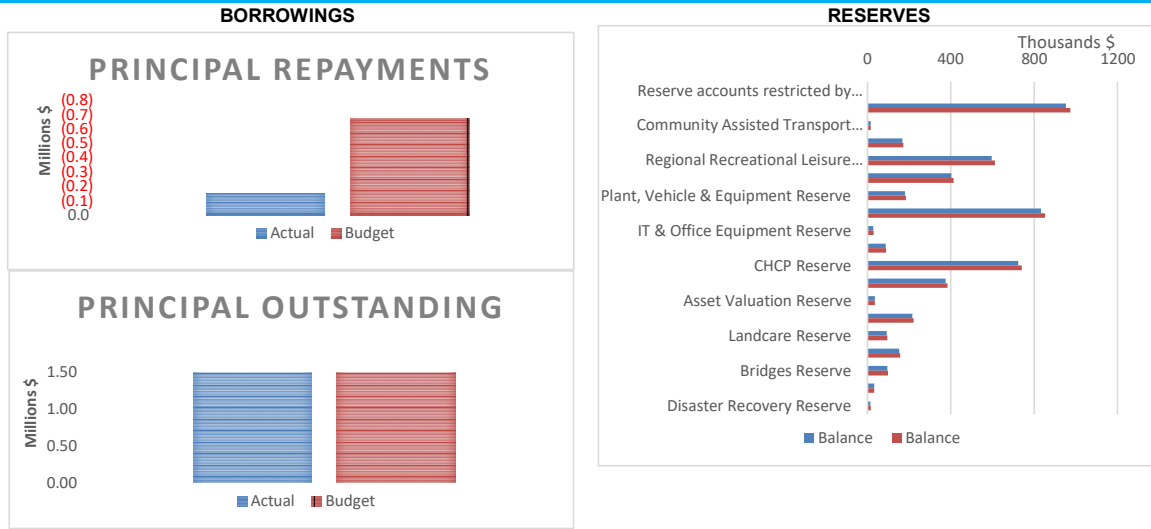 BORROWINGS
PRINCIPAL REPAYMENTS
Millions $
(0.8)
(0.7)
(0.6)
(0.5)
(0.4)
(0.3)
(0.2)
(0.1)
0.0
Actual Budget
PRINCIPAL OUTSTANDING
Millions $
1.50
1.00
0.50
0.00
Actual Budget
RESERVES
Thousands $
0 400 800 1200
Reserve accounts restricted by...
Community Assisted Transport...
Regional Recreational Leisure...
Plant, Vehicle & Equipment Reserve
IT & Office Equipment Reserve
CHCP Reserve
Asset Valuation Reserve
Landcare Reserve
Bridges Reserve
Disaster Recovery Reserve
Balance Balance